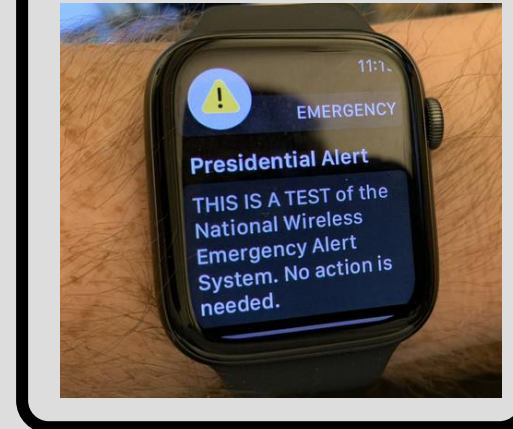 EMERGENCY
Presidential Alert
THIS IS A TEST of the
National Wireless
Emergency Alert
System. No action is
needed.